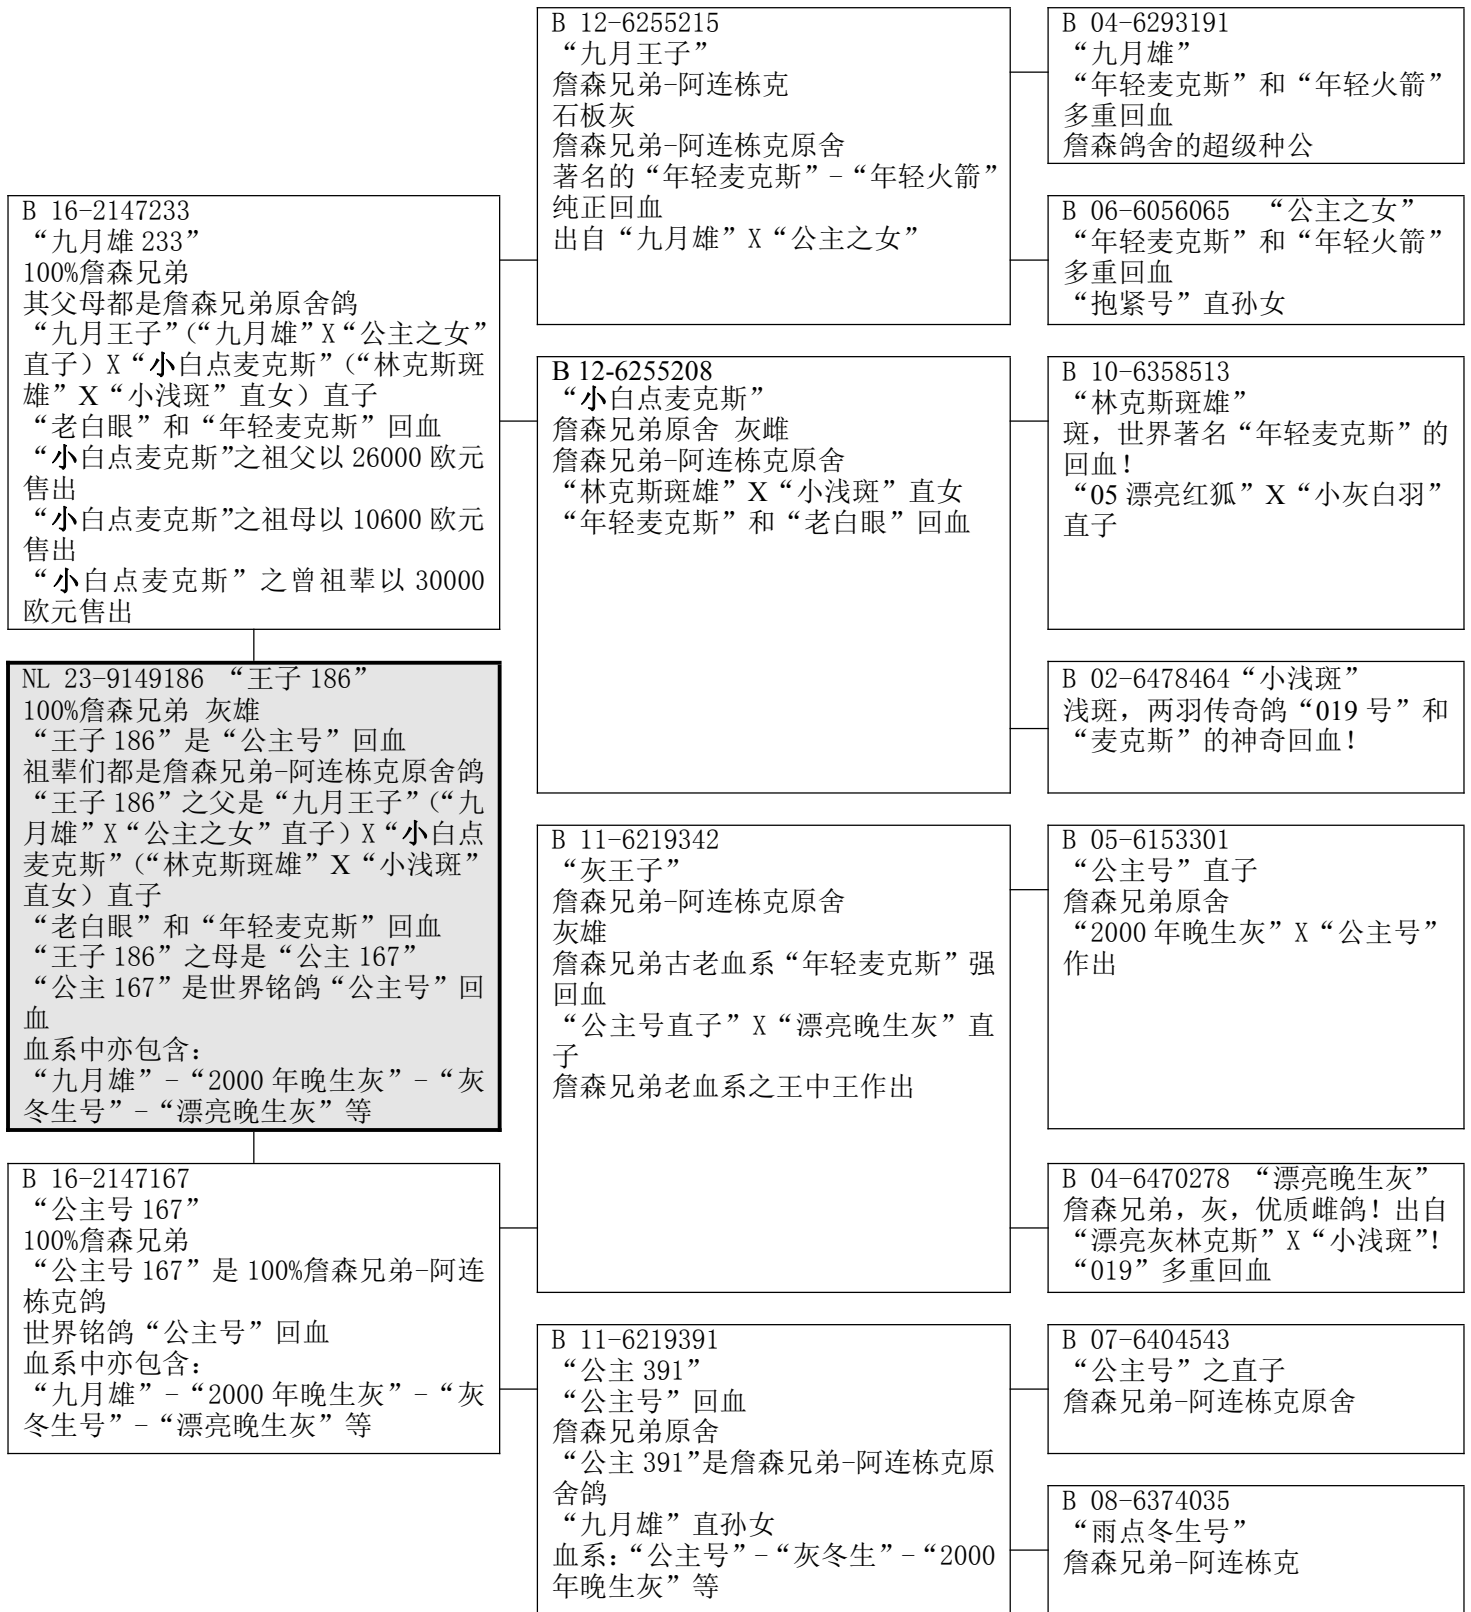 B 16-2147233
“九月雄 233”
100%詹森兄弟
其父母都是詹森兄弟原舍鸽
“九月王子”（“九月雄”X“公主之女”
直子）X“小白点麦克斯”（“林克斯斑
雄”X“小浅斑”直女）直子
“老白眼”和“年轻麦克斯”回血
“小白点麦克斯”之祖父以 26000 欧元
售出
“小白点麦克斯”之祖母以 10600 欧元
售出
“小白点麦克斯”之曾祖辈以 30000
欧元售出
NL 23-9149186 “王子 186”
100%詹森兄弟 灰雄
“王子 186”是“公主号”回血
祖辈们都是詹森兄弟-阿连栋克原舍鸽
“王子 186”之父是“九月王子”（“九
月雄”X“公主之女”直子）X“小白点
麦克斯”（“林克斯斑雄”X“小浅斑”
直女）直子
“老白眼”和“年轻麦克斯”回血
“王子 186”之母是“公主 167”
“公主 167”是世界铭鸽“公主号”回
血
血系中亦包含：
“九月雄”-“2000 年晚生灰”-“灰
冬生号”-“漂亮晚生灰”等
B 16-2147167
“公主号 167”
100%詹森兄弟
“公主号 167”是 100%詹森兄弟-阿连
栋克鸽
世界铭鸽“公主号”回血
血系中亦包含：
“九月雄”-“2000 年晚生灰”-“灰
冬生号”-“漂亮晚生灰”等
B 12-6255215
“九月王子”
詹森兄弟-阿连栋克
石板灰
詹森兄弟-阿连栋克原舍
著名的“年轻麦克斯”-“年轻火箭”
纯正回血
出自“九月雄”X“公主之女”
B 12-6255208
“小白点麦克斯”
詹森兄弟原舍 灰雌
詹森兄弟-阿连栋克原舍
“林克斯斑雄”X“小浅斑”直女
“年轻麦克斯”和“老白眼”回血
B 11-6219342
“灰王子”
詹森兄弟-阿连栋克原舍
灰雄
詹森兄弟古老血系“年轻麦克斯”强
回血
“公主号直子”X“漂亮晚生灰”直
子
詹森兄弟老血系之王中王作出
B 11-6219391
“公主 391”
“公主号”回血
詹森兄弟原舍
“公主 391”是詹森兄弟-阿连栋克原
舍鸽
“九月雄”直孙女
血系：“公主号”-“灰冬生”-“2000
年晚生灰”等
B 04-6293191
“九月雄”
“年轻麦克斯”和“年轻火箭”
多重回血
詹森鸽舍的超级种公
B 06-6056065 “公主之女”
“年轻麦克斯”和“年轻火箭”
多重回血
“抱紧号”直孙女
B 10-6358513
“林克斯斑雄”
斑，世界著名“年轻麦克斯”的
回血！
“05 漂亮红狐”X“小灰白羽”
直子
B 02-6478464“小浅斑”
浅斑，两羽传奇鸽“019 号”和
“麦克斯”的神奇回血！
B 05-6153301
“公主号”直子
詹森兄弟原舍
“2000 年晚生灰”X“公主号”
作出
B 04-6470278 “漂亮晚生灰”
詹森兄弟，灰，优质雌鸽！出自
“漂亮灰林克斯”X“小浅斑”！
“019”多重回血
B 07-6404543
“公主号”之直子
詹森兄弟-阿连栋克原舍
B 08-6374035
“雨点冬生号”
詹森兄弟-阿连栋克